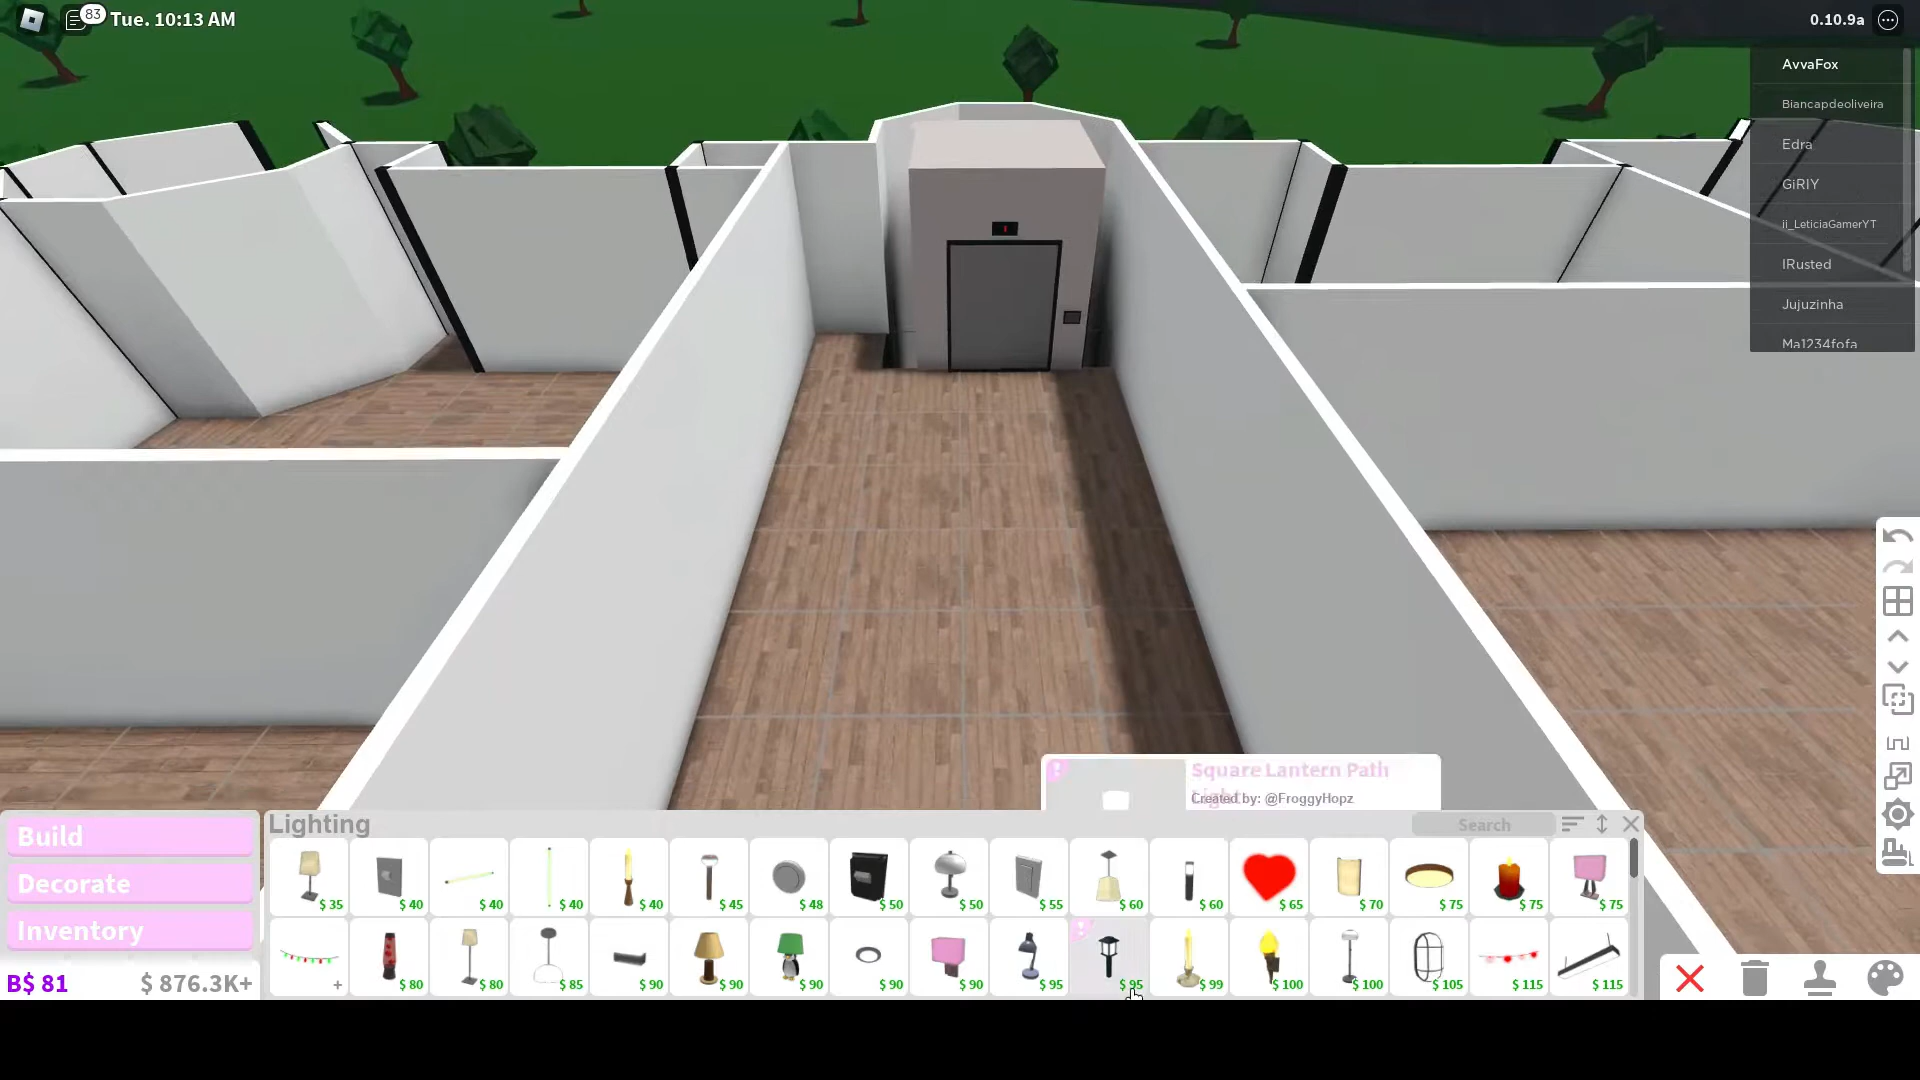 83 Tue. 10:13 AM
0.10.9a
AvvaFox
Biancapdeoliveira
Edra
GiRIY
ii_LeticiaGamerYT
IRusted
Jujuzinha
Ma1234fofa
Square Lantern Path
Light
Created by: @FroggyHopz
Build
Decorate
Inventory
B$ 81 $ 876.3K+
Lighting Search
$ 35 $ 40 $ 40 $ 40 $ 40 $ 45 $ 48 $ 50 $ 50 $ 55 $ 60 $ 60 $ 65 $ 70 $ 75 $ 75 $ 75
+ $ 80 $ 80 $ 85 $ 90 $ 90 $ 90 $ 90 $ 90 $ 95 $ 95 $ 99 $ 100 $ 100 $ 105 $ 115 $ 115